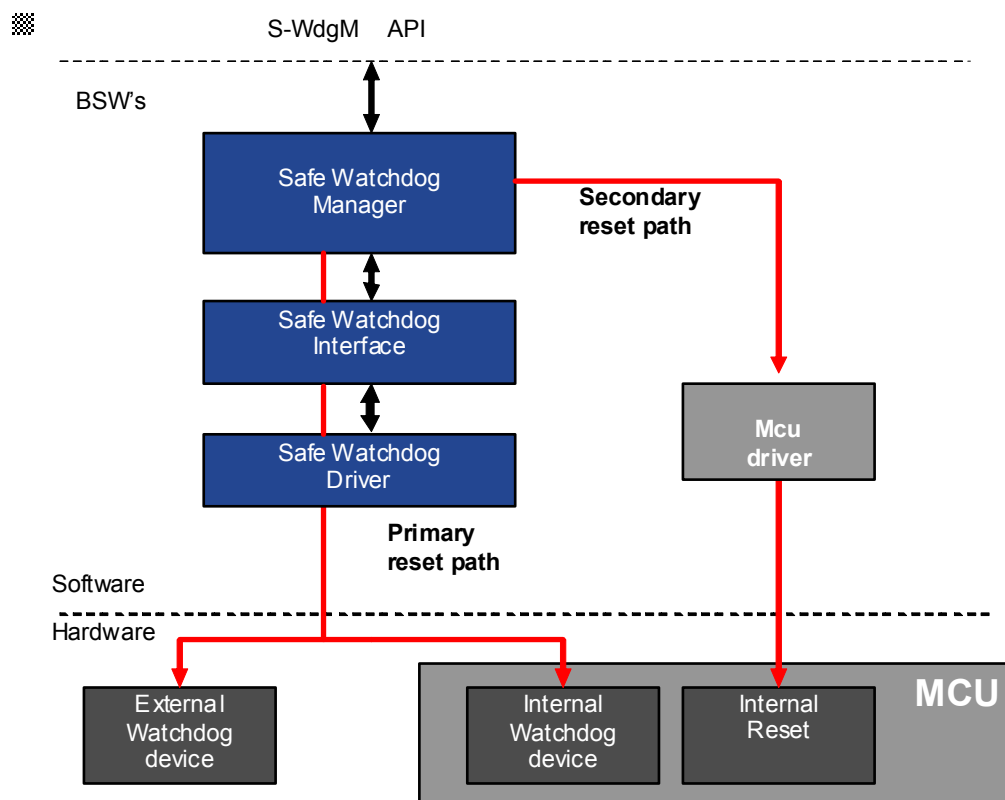 S-WdgM API
BSW's
Safe Watchdog
Manager
Secondary
reset path
Safe Watchdog
Interface
Mcu
driver
Safe Watchdog
Driver
Primary
reset path
Software
Hardware
MCU
External
Watchdog
device
Internal
Watchdog
device
Internal
Reset